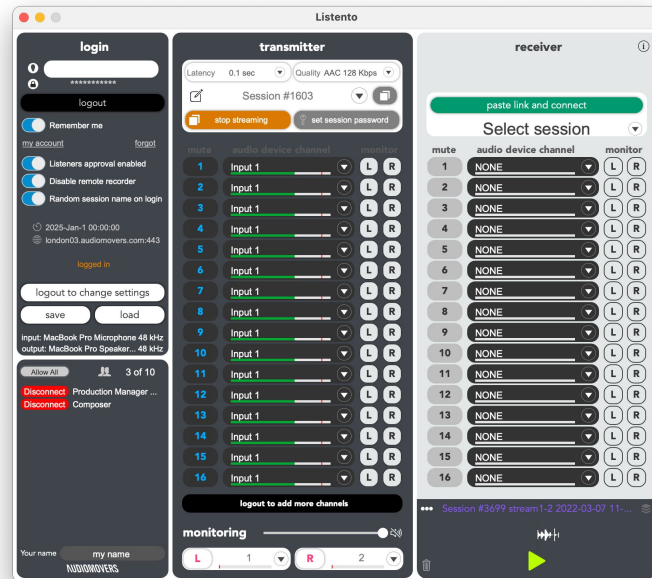 Listento
login
***********
logout
Remember me
my account forgot
Listeners approval enabled
Disable remote recorder
Random session name on login
2025-Jan-1 00:00:00
london03.audiomovers.com:443
logged in
logout to change settings
save load
input: MacBook Pro Microphone 48 kHz
output: MacBook Pro Speaker... 48 kHz
Allow All 3 of 10
Disconnect Production Manager ...
Disconnect Composer
Your name my name
AUDIOMOVERS
transmitter
Latency 0.1 sec Quality AAC 128 Kbps
Session #1603
stop streaming set session password
mute audio device channel monitor
1 Input 1 L R
2 Input 1 L R
3 Input 1 L R
4 Input 1 L R
5 Input 1 L R
6 Input 1 L R
7 Input 1 L R
8 Input 1 L R
9 Input 1 L R
10 Input 1 L R
11 Input 1 L R
12 Input 1 L R
13 Input 1 L R
14 Input 1 L R
15 Input 1 L R
16 Input 1 L R
logout to add more channels
monitoring
L 1 R 2
receiver
paste link and connect
Select session
mute audio device channel monitor
1 NONE L R
2 NONE L R
3 NONE L R
4 NONE L R
5 NONE L R
6 NONE L R
7 NONE L R
8 NONE L R
9 NONE L R
10 NONE L R
11 NONE L R
12 NONE L R
13 NONE L R
14 NONE L R
15 NONE L R
16 NONE L R
Session #3699 stream1-2 2022-03-07 11-...